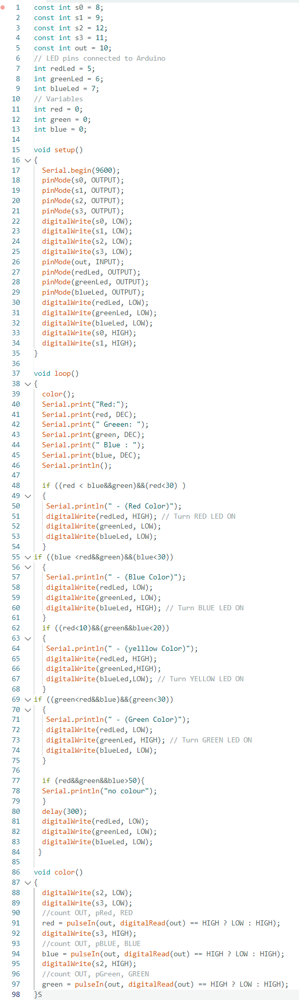 1 const int s0 = 8;
2 const int s1 = 9;
3 const int s2 = 12;
4 const int s3 = 11;
5 const int out = 10;
6 // LED pins connected to Arduino
7 int redLed = 5;
8 int greenLed = 6;
9 int blueLed = 7;
10 // Variables
11 int red = 0;
12 int green = 0;
13 int blue = 0;
14
15 void setup()
16 {
17 Serial.begin(9600);
18 pinMode(s0, OUTPUT);
19 pinMode(s1, OUTPUT);
20 pinMode(s2, OUTPUT);
21 pinMode(s3, OUTPUT);
22 digitalWrite(s0, LOW);
23 digitalWrite(s1, LOW);
24 digitalWrite(s2, LOW);
25 digitalWrite(s3, LOW);
26 pinMode(out, INPUT);
27 pinMode(redLed, OUTPUT);
28 pinMode(greenLed, OUTPUT);
29 pinMode(blueLed, OUTPUT);
30 digitalWrite(redLed, LOW);
31 digitalWrite(greenLed, LOW);
32 digitalWrite(blueLed, LOW);
33 digitalWrite(s0, HIGH);
34 digitalWrite(s1, HIGH);
35 }
36
37 void loop()
38 {
39 color();
40 Serial.print("Red:");
41 Serial.print(red, DEC);
42 Serial.print(" Greeen: ");
43 Serial.print(green, DEC);
44 Serial.print(" Blue : ");
45 Serial.print(blue, DEC);
46 Serial.println();
47
48 if ((red < blue&&green)&&(red<30) )
49 {
50 Serial.println(" - (Red Color)");
51 digitalWrite(redLed, HIGH); // Turn RED LED ON
52 digitalWrite(greenLed, LOW);
53 digitalWrite(blueLed, LOW);
54 }
55 if ((blue <red&&green)&&(blue<30))
56 {
57 Serial.println(" - (Blue Color)");
58 digitalWrite(redLed, LOW);
59 digitalWrite(greenLed, LOW);
60 digitalWrite(blueLed, HIGH); // Turn BLUE LED ON
61 }
62 if ((red<10)&&(green&&blue<20))
63 {
64 Serial.println(" - (yelllow Color)");
65 digitalWrite(redLed, HIGH);
66 digitalWrite(greenLed,HIGH);
67 digitalWrite(blueLed,LOW); // Turn YELLOW LED ON
68 }
69 if ((green<red&&blue)&&(green<30))
70 {
71 Serial.println(" - (Green Color)");
72 digitalWrite(redLed, LOW);
73 digitalWrite(greenLed, HIGH); // Turn GREEN LED ON
74 digitalWrite(blueLed, LOW);
75 }
76
77 if (red&&green&&blue>50){
78 Serial.println("no colour");
79 }
80 delay(300);
81 digitalWrite(redLed, LOW);
82 digitalWrite(greenLed, LOW);
83 digitalWrite(blueLed, LOW);
84 }
85
86 void color()
87 {
88 digitalWrite(s2, LOW);
89 digitalWrite(s3, LOW);
90 //count OUT, pRed, RED
91 red = pulseIn(out, digitalRead(out) == HIGH ? LOW : HIGH);
92 digitalWrite(s3, HIGH);
93 //count OUT, pBLUE, BLUE
94 blue = pulseIn(out, digitalRead(out) == HIGH ? LOW : HIGH);
95 digitalWrite(s2, HIGH);
96 //count OUT, pGreen, GREEN
97 green = pulseIn(out, digitalRead(out) == HIGH ? LOW : HIGH);
98 }S